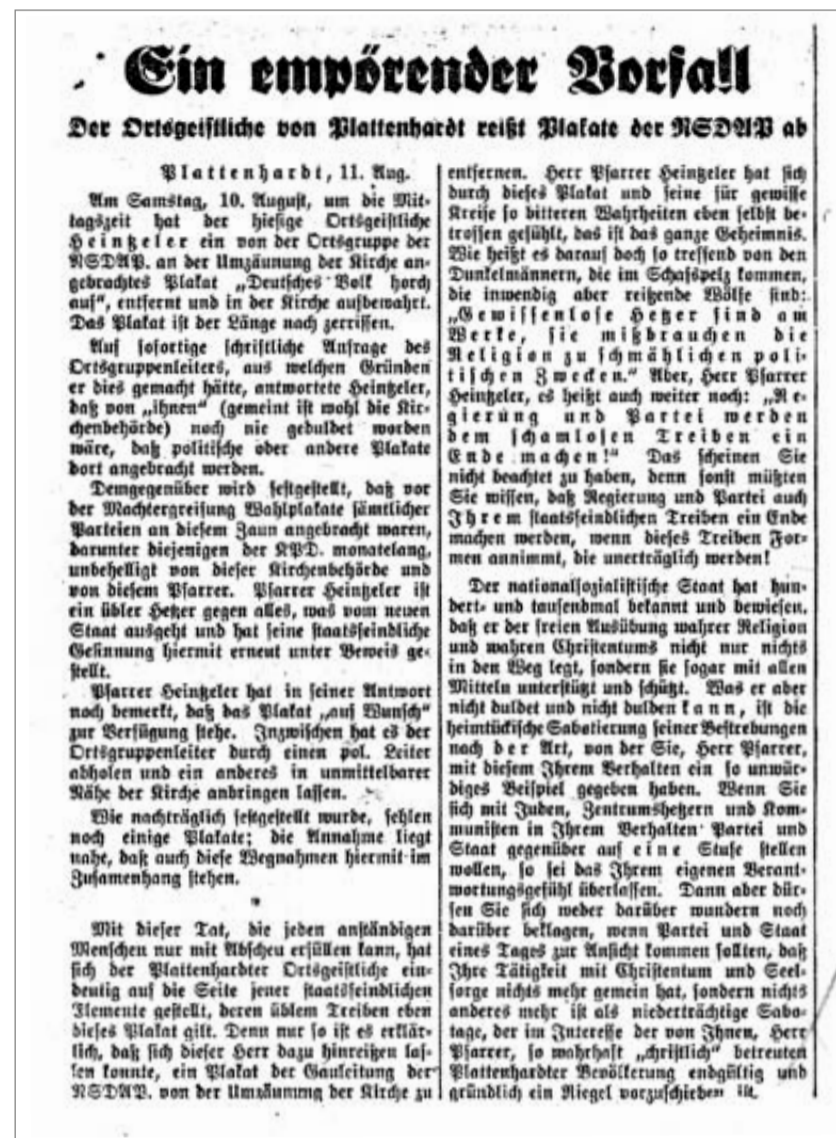 Ein empörender Vorfall
Der Ortsgeistliche von Plattenhardt reißt Plakate der NSDAP ab
Plattenhardt, 11. Aug.
Am Samstag, 10. August, um die Mit-
tagszeit hat der hiesige Ortsgeistliche
Heintzeler ein von der Ortsgruppe der
NSDAP. an der Umzäunung der Kirche an-
gebrachtes Plakat „Deutsches Volk horch
auf“, entfernt und in der Kirche aufbewahrt.
Das Plakat ist der Länge nach zerrissen.
Auf sofortige schriftliche Anfrage des
Ortsgruppenleiters, aus welchen Gründen
er dies gemacht hätte, antwortete Heintzeler,
daß von „ihnen“ (gemeint ist wohl die Kir-
chenbehörde) noch nie geduldet worden
wäre, daß politische oder andere Plakate
dort angebracht werden.
Demgegenüber wird festgestellt, daß vor
der Machtergreifung Wahlplakate sämtlicher
Parteien an diesem Zaun angebracht waren,
darunter diejenigen der KPD. monatelang,
unbehelligt von dieser Kirchenbehörde und
von diesem Pfarrer. Pfarrer Heintzeler ist
ein übler Hetzer gegen alles, was vom neuen
Staat ausgeht und hat seine staatsfeindliche
Gesinnung hiermit erneut unter Beweis ge-
stellt.
Pfarrer Heintzeler hat in seiner Antwort
noch bemerkt, daß das Plakat „auf Wunsch“
zur Verfügung stehe. Inzwischen hat es der
Ortsgruppenleiter durch einen pol. Leiter
abholen und ein anderes in unmittelbarer
Nähe der Kirche anbringen lassen.
Wie nachträglich festgestellt wurde, fehlen
noch einige Plakate; die Annahme liegt
nahe, daß auch diese Wegnahmen hiermit im
Zusamenhang stehen.
*
Mit dieser Tat, die jeden anständigen
Menschen nur mit Abscheu erfüllen kann, hat
sich der Plattenhardter Ortsgeistliche ein-
deutig auf die Seite jener staatsfeindlichen
Elemente gestellt, deren üblem Treiben eben
dieses Plakat gilt. Denn nur so ist es erklär-
lich, daß sich dieser Herr dazu hinreißen las-
sen konnte, ein Plakat der Gauleitung der
NSDAP. von der Umzäunung der Kirche zu
entfernen. Herr Pfarrer Heintzeler hat sich
durch dieses Plakat und seine für gewisse
Kreise so bitteren Wahrheiten eben selbst be-
troffen gefühlt, das ist das ganze Geheimnis.
Wie heißt es darauf doch so treffend von den
Dunkelmännern, die im Schafspelz kommen,
die inwendig aber reißende Wölfe sind:
„Gewissenlose Hetzer sind am
Werke, sie mißbrauchen die
Religion zu schmählichen poli-
tischen Zwecken.“ Aber, Herr Pfarrer
Heintzeler, es heißt auch weiter noch: „Re-
gierung und Partei werden
dem schamlosen Treiben ein
Ende machen!“ Das scheinen Sie
nicht beachtet zu haben, denn sonst müßten
Sie wissen, daß Regierung und Partei auch
Ihrem staatsfeindlichen Treiben ein Ende
machen werden, wenn dieses Treiben For-
men annimmt, die unerträglich werden!
Der nationalsozialistische Staat hat hun-
dert- und tausendmal bekannt und bewiesen,
daß er der freien Ausübung wahrer Religion
und wahren Christentums nicht nur nichts
in den Weg legt, sondern sie sogar mit allen
Mitteln unterstützt und schützt. Was er aber
nicht duldet und nicht dulden kann, ist die
heimtückische Sabotierung seiner Bestrebungen
nach der Art, von der Sie, Herr Pfarrer,
mit diesem Ihrem Verhalten ein so unwür-
diges Beispiel gegeben haben. Wenn Sie
sich mit Juden, Zentrumshetzern und Kom-
munisten in Ihrem Verhalten Partei und
Staat gegenüber auf eine Stufe stellen
wollen, so sei das Ihrem eigenen Verant-
wortungsgefühl überlassen. Dann aber dür-
fen Sie sich weder darüber wundern noch
darüber beklagen, wenn Partei und Staat
eines Tages zur Ansicht kommen sollten, daß
Ihre Tätigkeit mit Christentum und Seel-
sorge nichts mehr gemein hat, sondern nichts
anderes mehr ist als niederträchtige Sabo-
tage, der im Interesse der von Ihnen, Herr
Pfarrer, so wahrhaft „christlich“ betreuten
Plattenhardter Bevölkerung endgültig und
gründlich ein Riegel vorzuschieben ist.